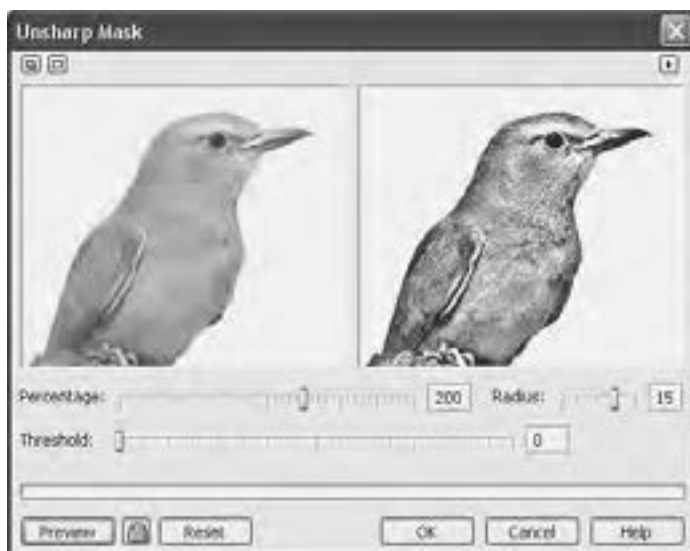 Unsharp Mask
Percentage: 200 Radius: 15
Threshold: 0
Preview Reset OK Cancel Help